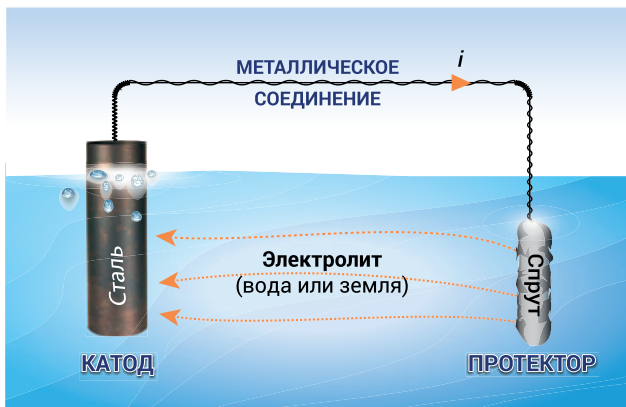 МЕТАЛЛИЧЕСКОЕ
СОЕДИНЕНИЕ
i
Сталь
Электролит
(вода или земля)
Спрут
КАТОД
ПРОТЕКТОР